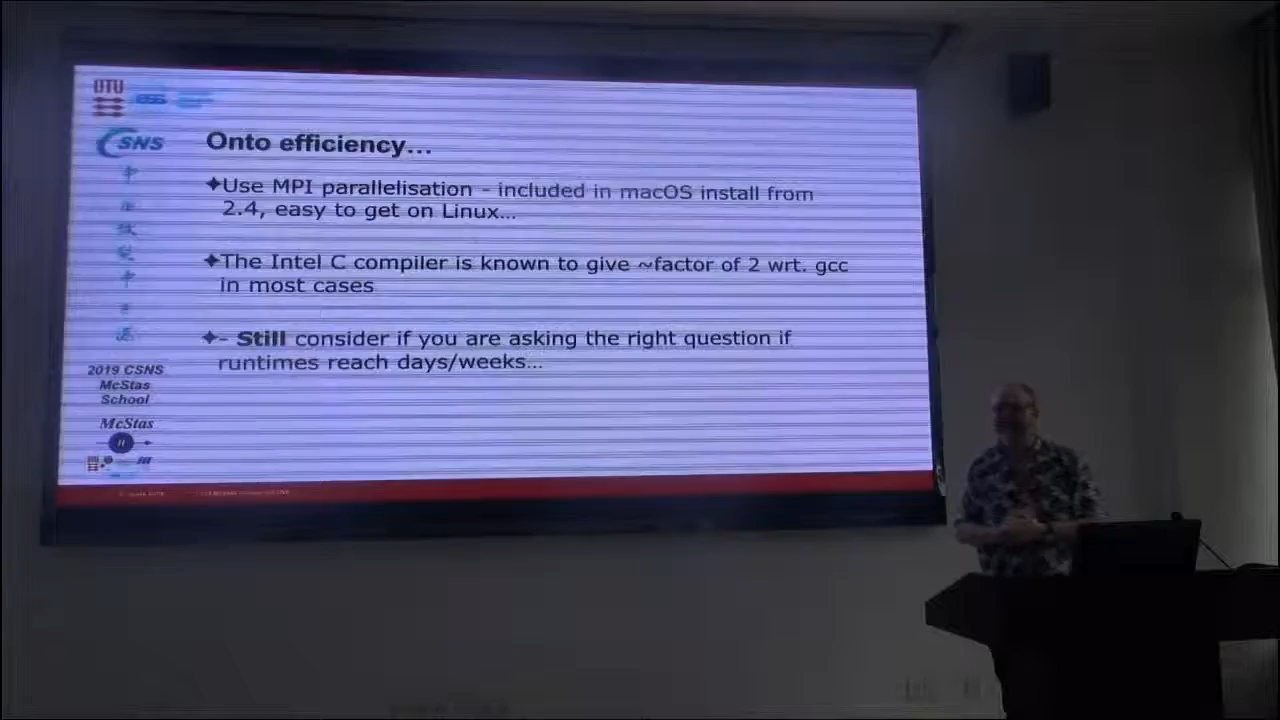 DTU
ess
CSNS
Onto efficiency...
✦Use MPI parallelisation - included in macOS install from
2.4, easy to get on Linux...
✦The Intel C compiler is known to give ~factor of 2 wrt. gcc
in most cases
✦- Still consider if you are asking the right question if
runtimes reach days/weeks...
中
2019 CSNS
McStas
School
McStas